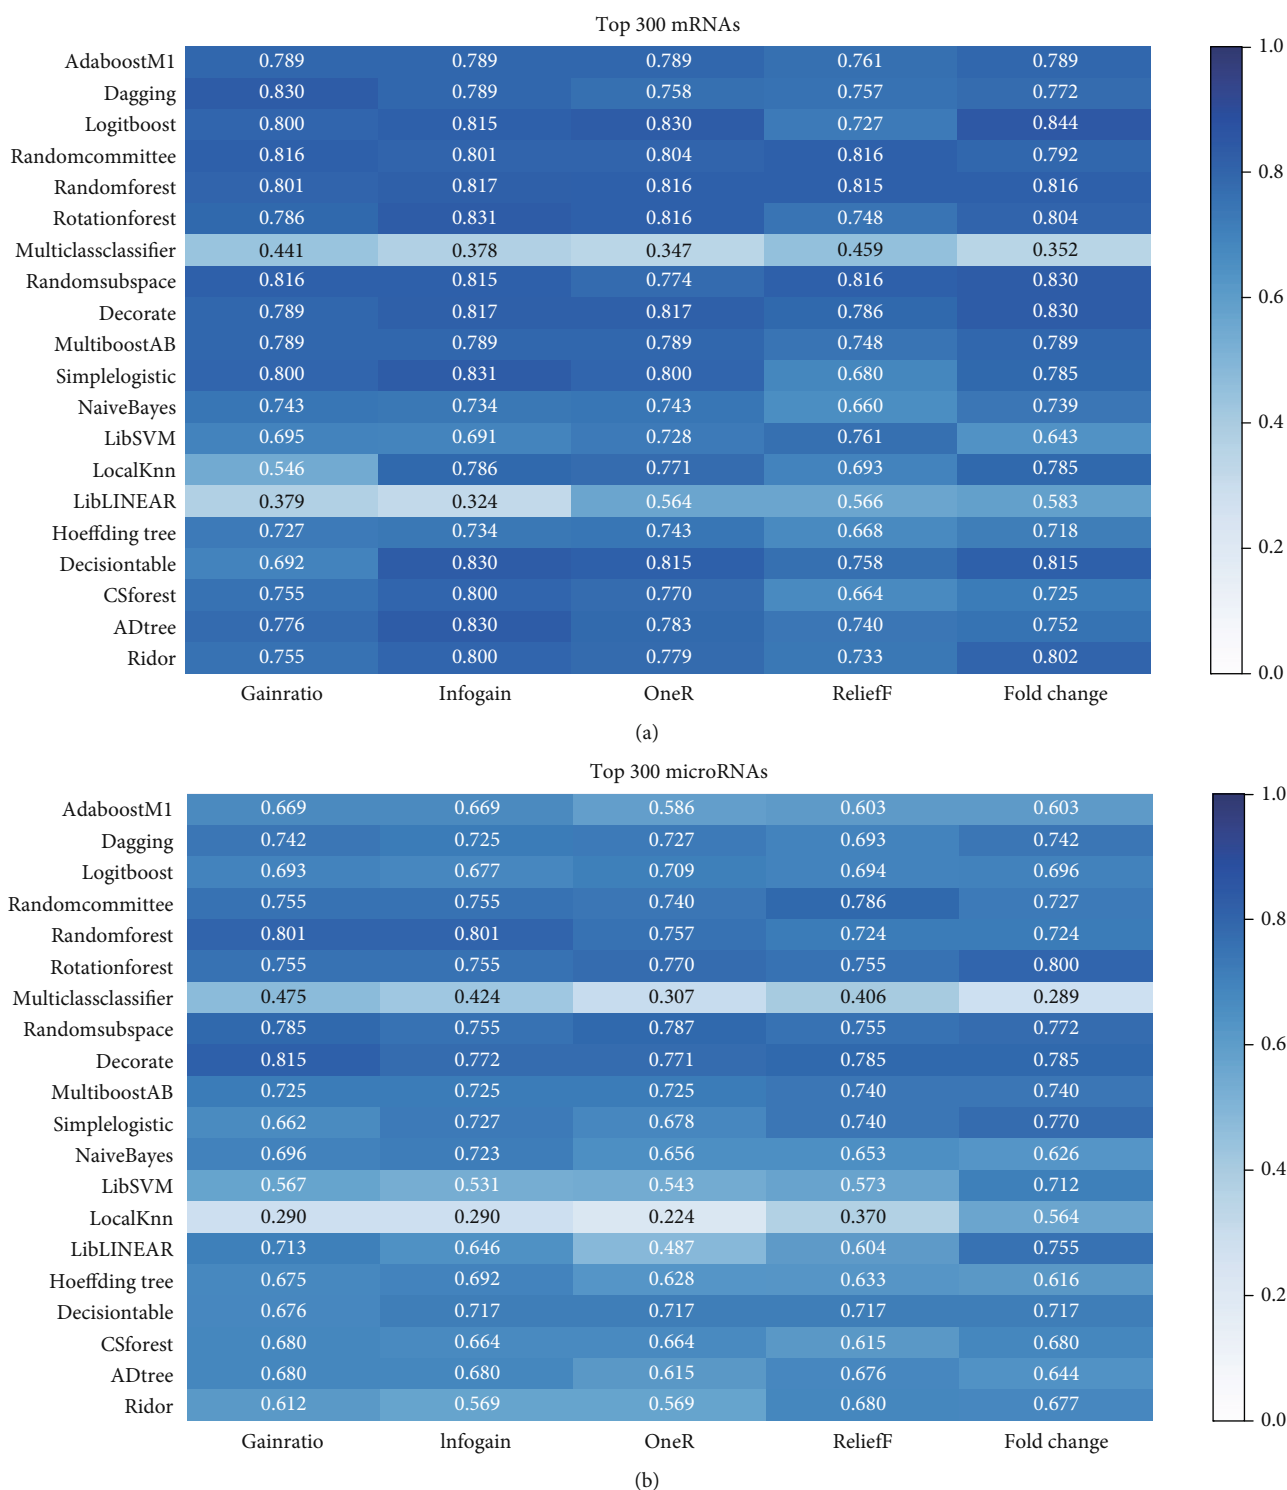 Top 300 mRNAs
AdaboostM1 0.789 0.789 0.789 0.761 0.789
Dagging 0.830 0.789 0.758 0.757 0.772
Logitboost 0.800 0.815 0.830 0.727 0.844
Randomcommittee 0.816 0.801 0.804 0.816 0.792
Randomforest 0.801 0.817 0.816 0.815 0.816
Rotationforest 0.786 0.831 0.816 0.748 0.804
Multiclassclassifier 0.441 0.378 0.347 0.459 0.352
Randomsubspace 0.816 0.815 0.774 0.816 0.830
Decorate 0.789 0.817 0.817 0.786 0.830
MultiboostAB 0.789 0.789 0.789 0.748 0.789
Simplelogistic 0.800 0.831 0.800 0.680 0.785
NaiveBayes 0.743 0.734 0.743 0.660 0.739
LibSVM 0.695 0.691 0.728 0.761 0.643
LocalKnn 0.546 0.786 0.771 0.693 0.785
LibLINEAR 0.379 0.324 0.564 0.566 0.583
Hoeffding tree 0.727 0.734 0.743 0.668 0.718
Decisiontable 0.692 0.830 0.815 0.758 0.815
CSforest 0.755 0.800 0.770 0.664 0.725
ADtree 0.776 0.830 0.783 0.740 0.752
Ridor 0.755 0.800 0.779 0.733 0.802
Gainratio Infogain OneR ReliefF Fold change
1.0
0.8
0.6
0.4
0.2
0.0
(a)
Top 300 microRNAs
AdaboostM1 0.669 0.669 0.586 0.603 0.603
Dagging 0.742 0.725 0.727 0.693 0.742
Logitboost 0.693 0.677 0.709 0.694 0.696
Randomcommittee 0.755 0.755 0.740 0.786 0.727
Randomforest 0.801 0.801 0.757 0.724 0.724
Rotationforest 0.755 0.755 0.770 0.755 0.800
Multiclassclassifier 0.475 0.424 0.307 0.406 0.289
Randomsubspace 0.785 0.755 0.787 0.755 0.772
Decorate 0.815 0.772 0.771 0.785 0.785
MultiboostAB 0.725 0.725 0.725 0.740 0.740
Simplelogistic 0.662 0.727 0.678 0.740 0.770
NaiveBayes 0.696 0.723 0.656 0.653 0.626
LibSVM 0.567 0.531 0.543 0.573 0.712
LocalKnn 0.290 0.290 0.224 0.370 0.564
LibLINEAR 0.713 0.646 0.487 0.604 0.755
Hoeffding tree 0.675 0.692 0.628 0.633 0.616
Decisiontable 0.676 0.717 0.717 0.717 0.717
CSforest 0.680 0.664 0.664 0.615 0.680
ADtree 0.680 0.680 0.615 0.676 0.644
Ridor 0.612 0.569 0.569 0.680 0.677
Gainratio Infogain OneR ReliefF Fold change
1.0
0.8
0.6
0.4
0.2
0.0
(b)